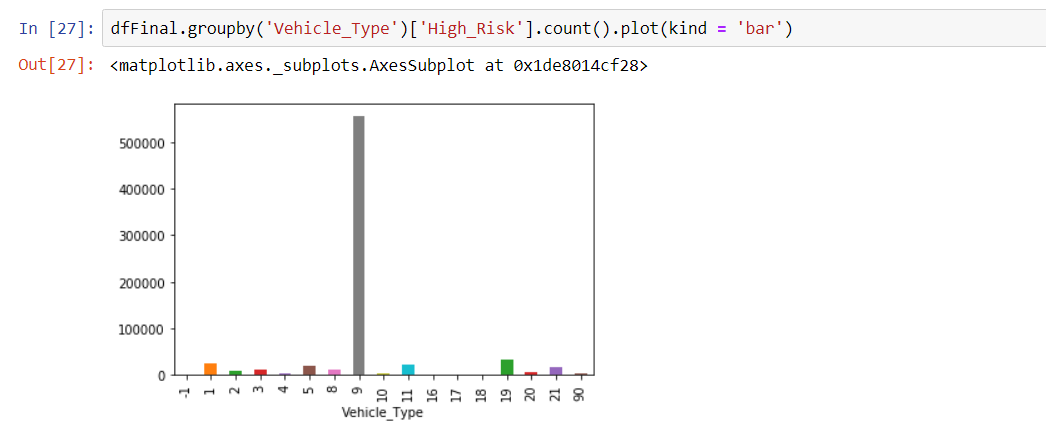 In [27]: dfFinal.groupby('Vehicle_Type')['High_Risk'].count().plot(kind = 'bar')
Out[27]: <matplotlib.axes._subplots.AxesSubplot at 0x1de8014cf28>
500000
400000
300000
200000
100000
0
-1 1 2 3 4 5 8 9 10 11 16 17 18 19 20 21 90
Vehicle_Type